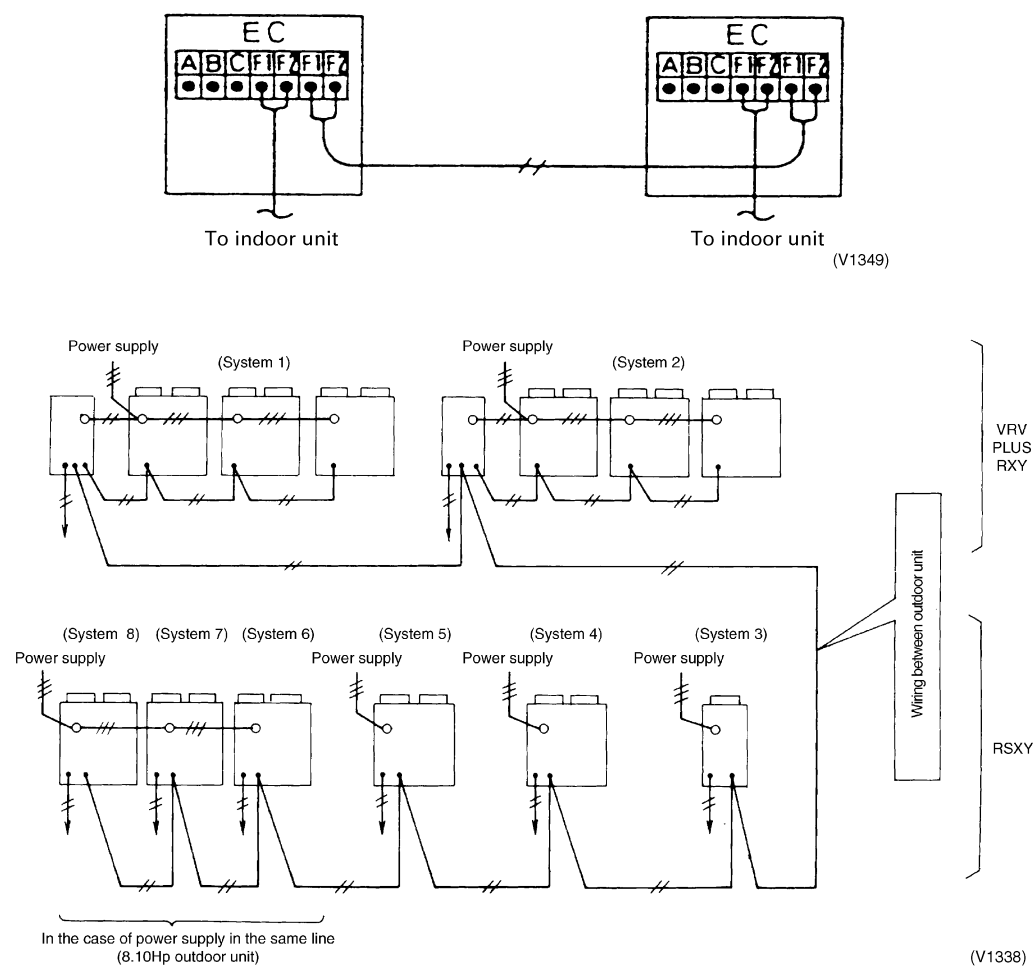 EC EC
A B C F1 F2 F1 F2 A B C F1 F2 F1 F2
To indoor unit To indoor unit
(V1349)
Power supply (System 1) Power supply (System 2)
VRV
PLUS
RXY
Wiring between outdoor unit
(System 8) (System 7) (System 6) (System 5) (System 4) (System 3)
Power supply Power supply Power supply Power supply
RSXY
In the case of power supply in the same line
(8.10Hp outdoor unit)
(V1338)